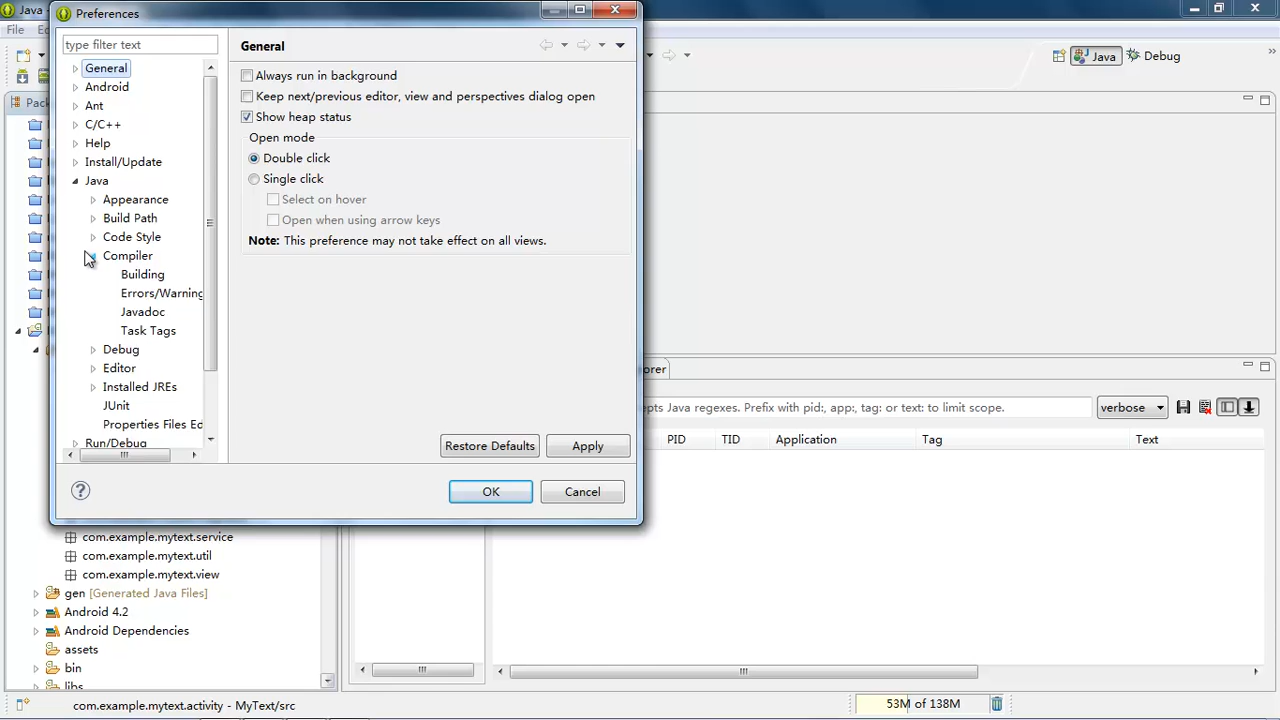 Java
Preferences
File
type filter text
General
General
Android
Ant
C/C++
Help
Install/Update
Java
Appearance
Build Path
Code Style
Compiler
Building
Errors/Warning
Javadoc
Task Tags
Debug
Editor
Installed JREs
JUnit
Properties Files Ed
Run/Debug
Always run in background
Keep next/previous editor, view and perspectives dialog open
Show heap status
Open mode
Double click
Single click
Select on hover
Open when using arrow keys
Note: This preference may not take effect on all views.
Restore Defaults
Apply
OK
Cancel
Java
Debug
Pack
orer
epts Java regexes. Prefix with pid:, app:, tag: or text: to limit scope.
verbose
PID
TID
Application
Tag
Text
com.example.mytext.service
com.example.mytext.util
com.example.mytext.view
gen [Generated Java Files]
Android 4.2
Android Dependencies
assets
bin
libs
com.example.mytext.activity - MyText/src
53M of 138M